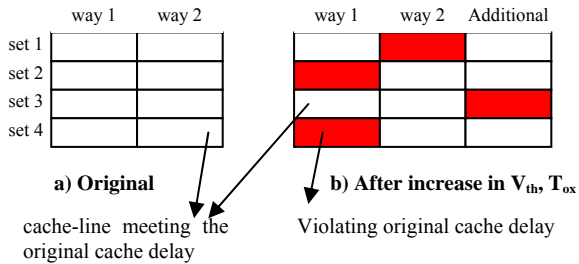 way 1 way 2 way 1 way 2 Additional
set 1
set 2
set 3
set 4
a) Original b) After increase in Vth, Tox
cache-line meeting the Violating original cache delay
original cache delay